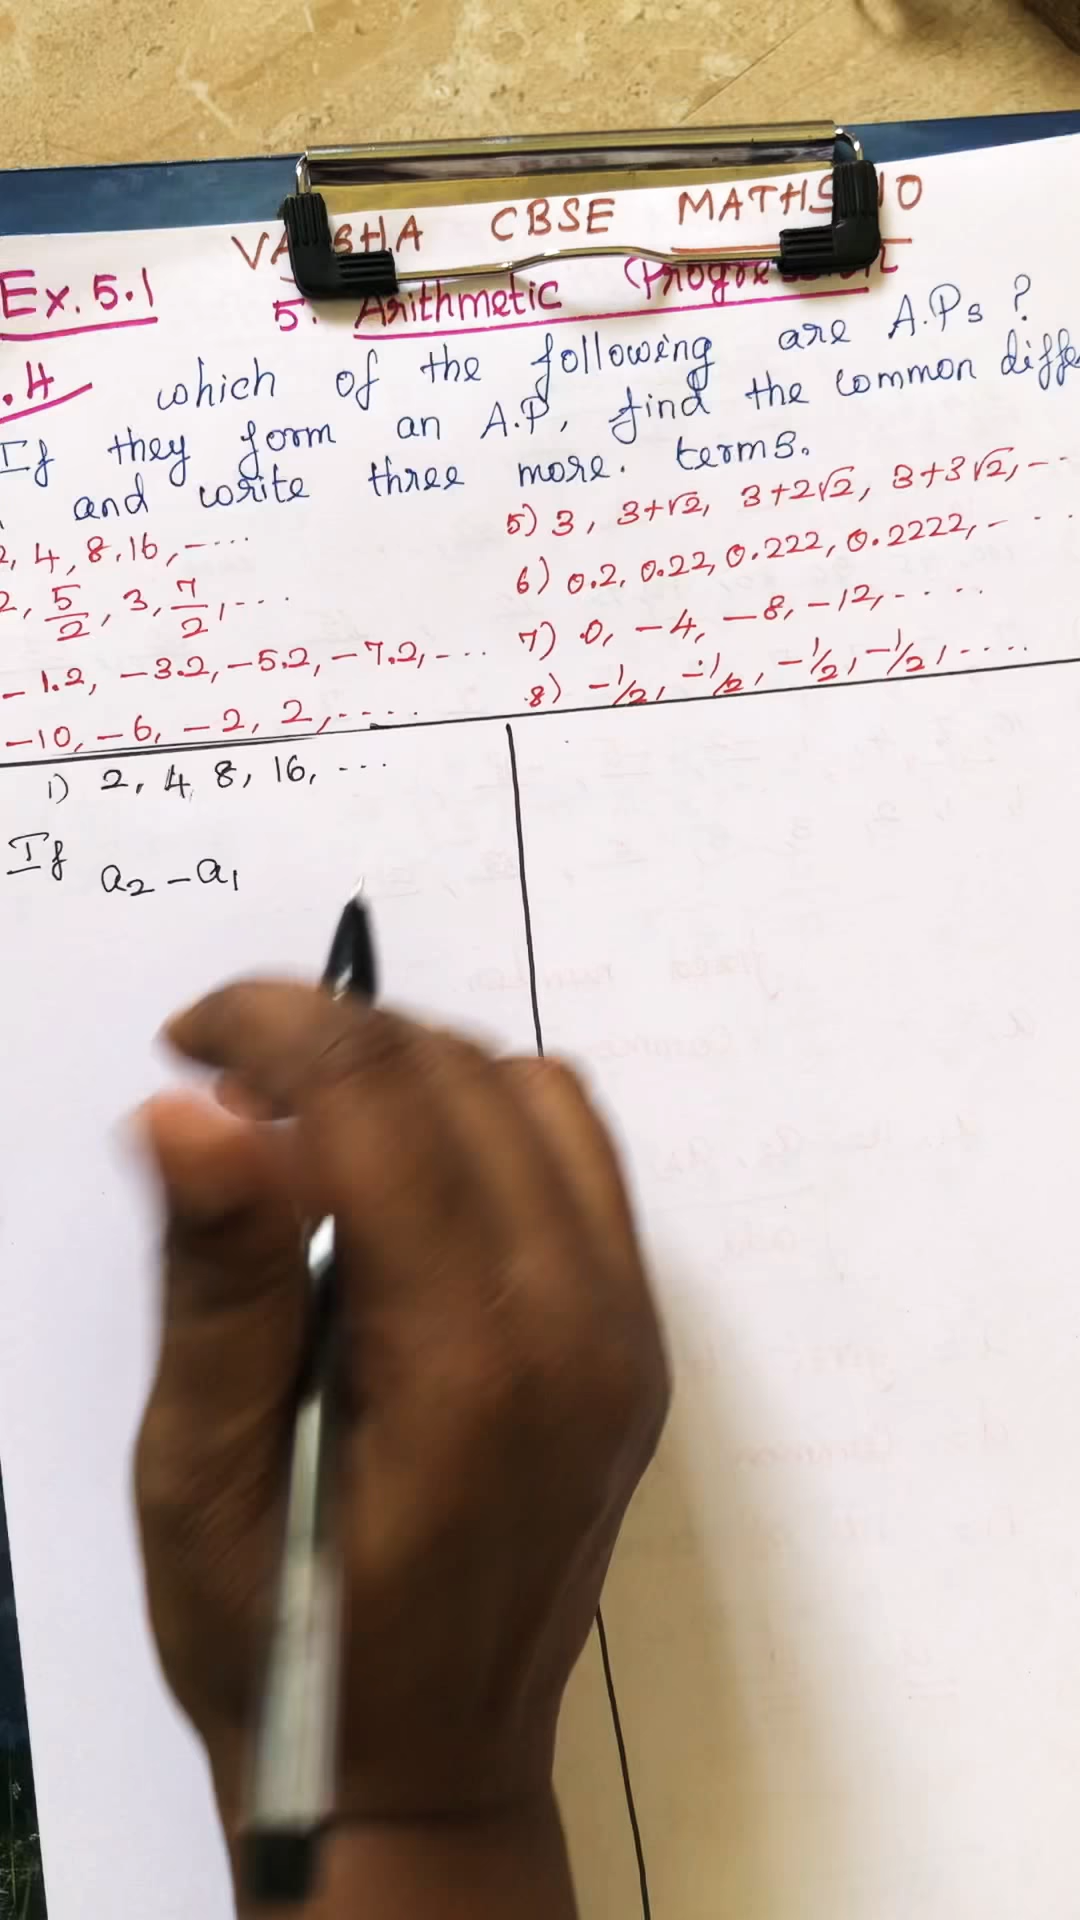 CBSE MATHS 10
Ex. 5.1
5. Arithmetic
.4 which of the following are A.Ps ?
If they form an A.P, find the common diffe
and write three more. terms.
2, 4, 8, 16, - ...
2, 5/2, 3, 7/2, ...
- 1.2, - 3.2, - 5.2, - 7.2, - ...
-10, - 6, - 2, 2, - ....
5) 3, 3+√2, 3+2√2, 3+3√2, - ..
6) 0.2, 0.22, 0.222, 0.2222, - ...
7) 0, - 4, - 8, - 12, - ....
8) -1/2, -1/2, -1/2, -1/2, ....
1) 2, 4 8, 16, - ...
If a₂ - a₁